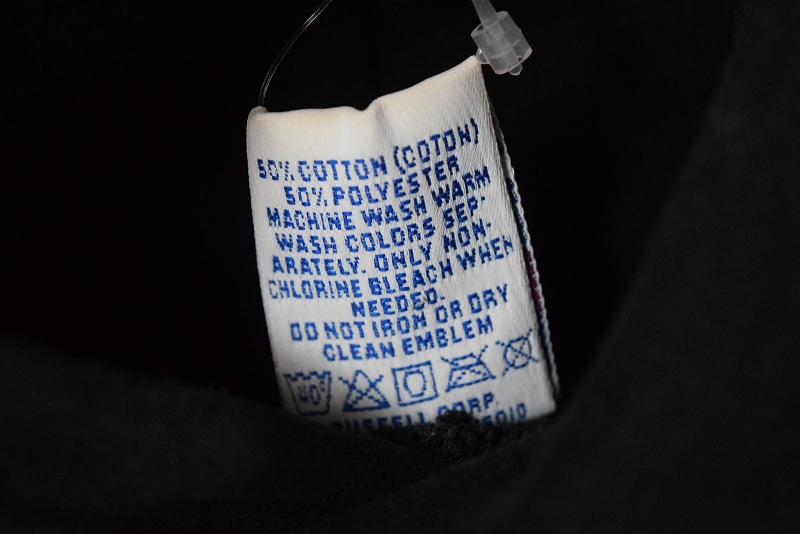 50% COTTON (COTON)
50% POLYESTER
MACHINE WASH WARM
WASH COLORS SEP-
ARATELY. ONLY NON-
CHLORINE BLEACH WHEN
NEEDED.
DO NOT IRON OR DRY
CLEAN EMBLEM
40°
RUSSELL CORP.